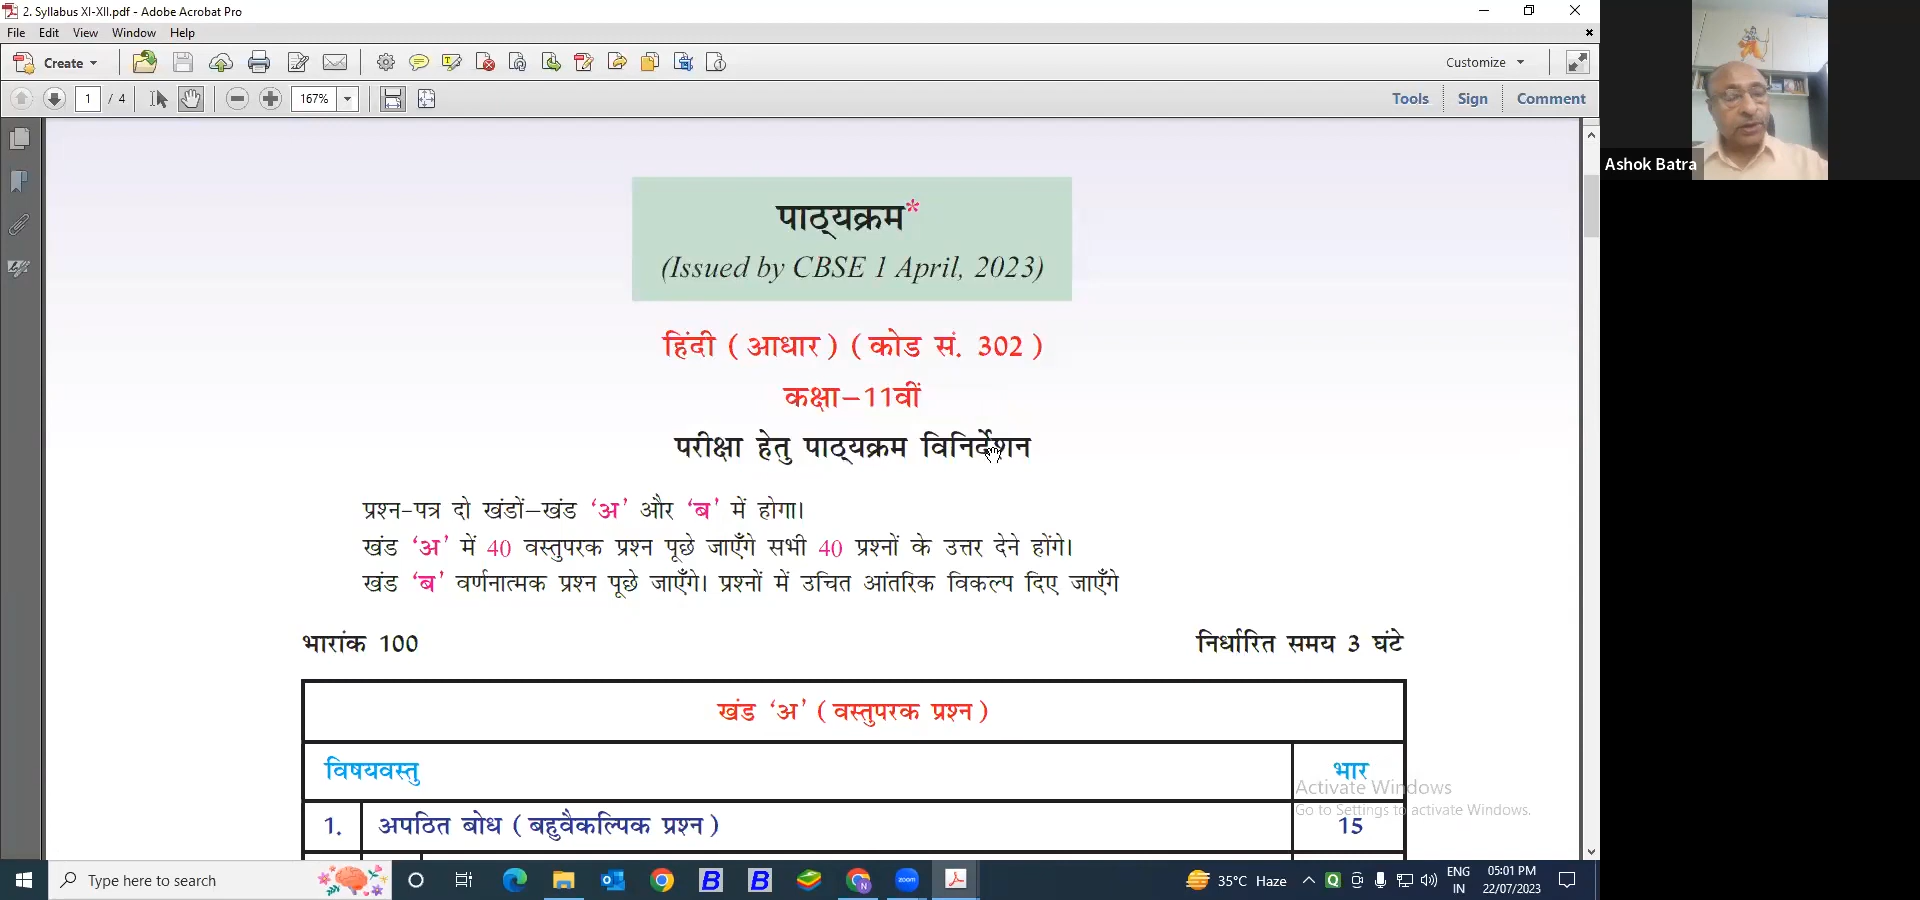 2. Syllabus XI-XII.pdf - Adobe Acrobat Pro
File Edit View Window Help
Create
Customize
1 / 4
167%
Tools Sign Comment
Ashok Batra
पाठ्यक्रम*
(Issued by CBSE 1 April, 2023)
हिंदी (आधार) (कोड सं. 302)
कक्षा–11वीं
परीक्षा हेतु पाठ्यक्रम विनिर्देशन
प्रश्न-पत्र दो खंडों–खंड ‘अ’ और ‘ब’ में होगा।
खंड ‘अ’ में 40 वस्तुपरक प्रश्न पूछे जाएँगे सभी 40 प्रश्नों के उत्तर देने होंगे।
खंड ‘ब’ वर्णनात्मक प्रश्न पूछे जाएँगे। प्रश्नों में उचित आंतरिक विकल्प दिए जाएँगे
भारांक 100 निर्धारित समय 3 घंटे
खंड ‘अ’ (वस्तुपरक प्रश्न)
विषयवस्तु भार
Activate Windows
Go to Settings to activate Windows.
1. अपठित बोध (बहुवैकल्पिक प्रश्न) 15
Type here to search
zoom
35°C Haze
ENG
IN
05:01 PM
22/07/2023